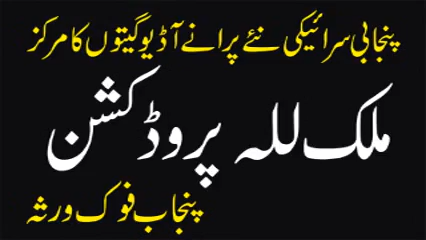 پنجابی سرائیکی نئے پرانے آڈیو گیتوں کا مرکز
ملک للہ پروڈکشن
پنجاب فوک ورثہ